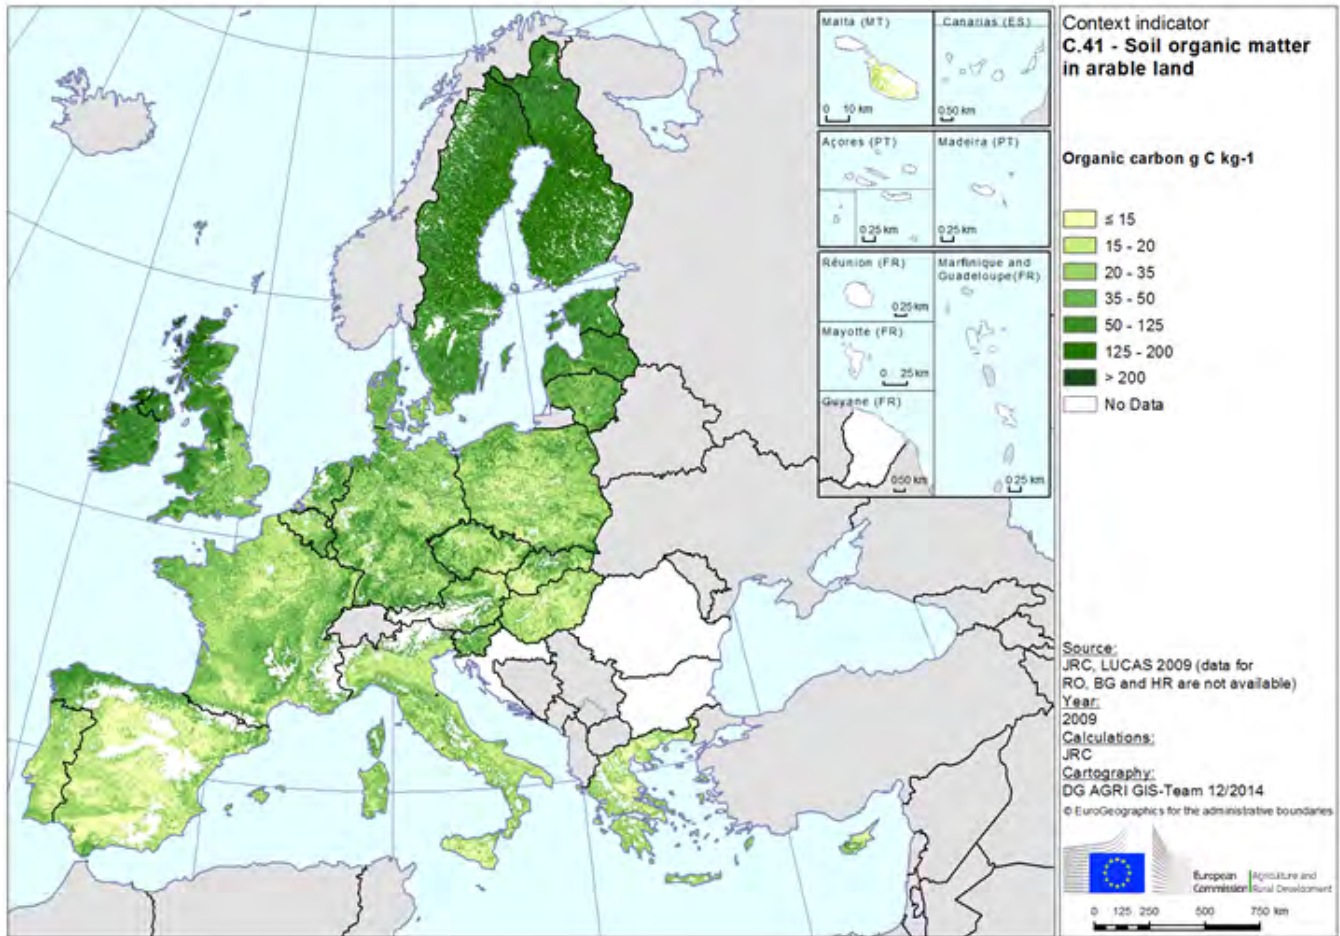 Context indicator
C.41 - Soil organic matter
in arable land
Organic carbon g C kg-1
≤ 15
15 - 20
20 - 35
35 - 50
50 - 125
125 - 200
> 200
No Data
Malta (MT)
0 10 km
Canarias (ES)
0 50 km
Açores (PT)
0 25 km
Madeira (PT)
0 25 km
Réunion (FR)
0 25 km
Mayotte (FR)
0 25 km
Guyane (FR)
0 50 km
Martinique and
Guadeloupe(FR)
0 25 km
Source:
JRC, LUCAS 2009 (data for
RO, BG and HR are not available)
Year:
2009
Calculations:
JRC
Cartography:
DG AGRI GIS-Team 12/2014
© EuroGeographics for the administrative boundaries
European
Commission
Agriculture and
Rural Development
0 125 250 500 750 km